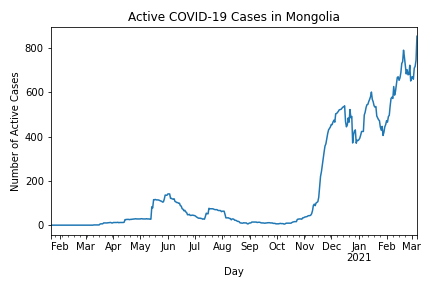 Active COVID-19 Cases in Mongolia
Number of Active Cases
800
600
400
200
0
Feb Mar Apr May Jun Jul Aug Sep Oct Nov Dec Jan Feb Mar
2021
Day